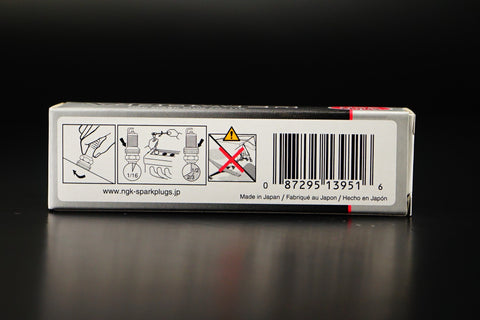 1/16
1/2
2/3
www.ngk-sparkplugs.jp
0 87295 13951 6
Made in Japan / Fabriqué au Japon / Hecho en Japón